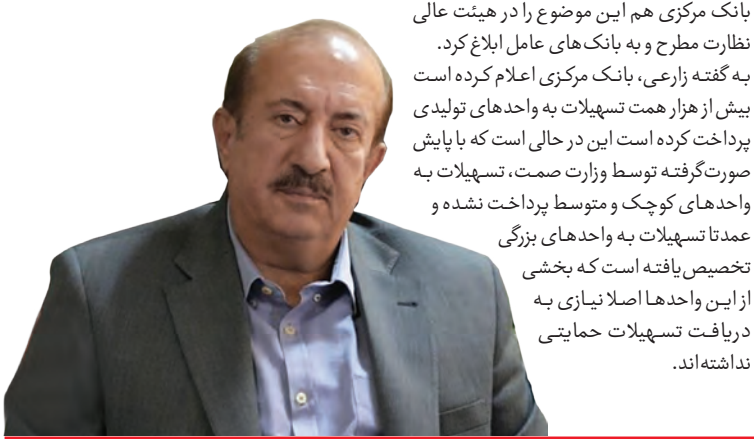 بانک مرکزی هم این موضوع را در هیئت عالی
نظارت مطرح و به بانک‌های عامل ابلاغ کرد.
به گفته زارعی، بانک مرکزی اعلام کرده است
بیش از هزار همت تسهیلات به واحدهای تولیدی
پرداخت کرده است این در حالی است که با پایش
صورت‌گرفته توسط وزارت صمت، تسهیلات به
واحدهای کوچک و متوسط پرداخت نشده و
عمدتا تسهیلات به واحدهای بزرگی
تخصیص‌یافته است که بخشی
از این واحدها اصلا نیازی به
دریافت تسهیلات حمایتی
نداشته‌اند.